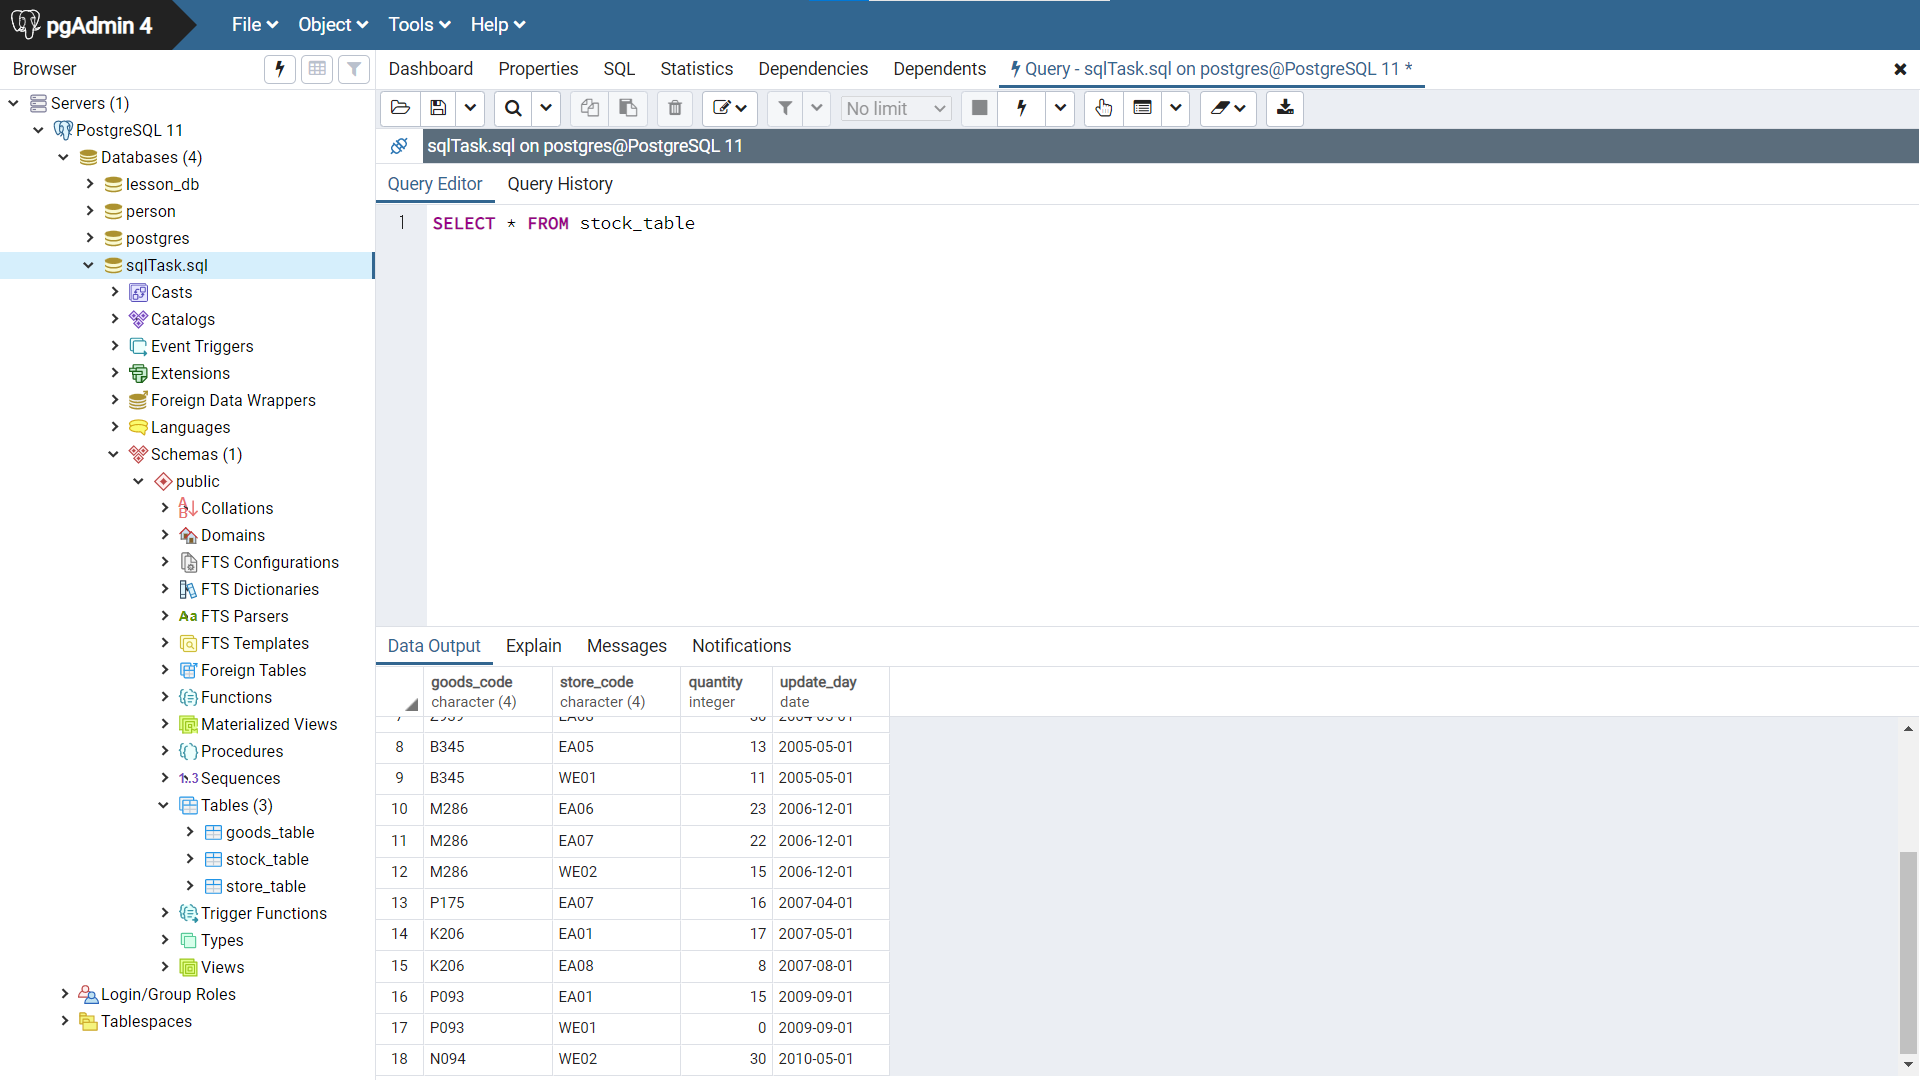 pgAdmin 4
File Object Tools Help
Browser
Dashboard Properties SQL Statistics Dependencies Dependents Query - sqlTask.sql on postgres@PostgreSQL 11 *
No limit
sqlTask.sql on postgres@PostgreSQL 11
Query Editor Query History
1 SELECT * FROM stock_table
Servers (1)
PostgreSQL 11
Databases (4)
lesson_db
person
postgres
sqlTask.sql
Casts
Catalogs
Event Triggers
Extensions
Foreign Data Wrappers
Languages
Schemas (1)
public
Collations
Domains
FTS Configurations
FTS Dictionaries
Aa FTS Parsers
FTS Templates
Foreign Tables
Functions
Materialized Views
Procedures
1..3 Sequences
Tables (3)
goods_table
stock_table
store_table
Trigger Functions
Types
Views
Login/Group Roles
Tablespaces
Data Output Explain Messages Notifications
goods_code store_code quantity update_day
character (4) character (4) integer date
8 B345 EA05 13 2005-05-01
9 B345 WE01 11 2005-05-01
10 M286 EA06 23 2006-12-01
11 M286 EA07 22 2006-12-01
12 M286 WE02 15 2006-12-01
13 P175 EA07 16 2007-04-01
14 K206 EA01 17 2007-05-01
15 K206 EA08 8 2007-08-01
16 P093 EA01 15 2009-09-01
17 P093 WE01 0 2009-09-01
18 N094 WE02 30 2010-05-01